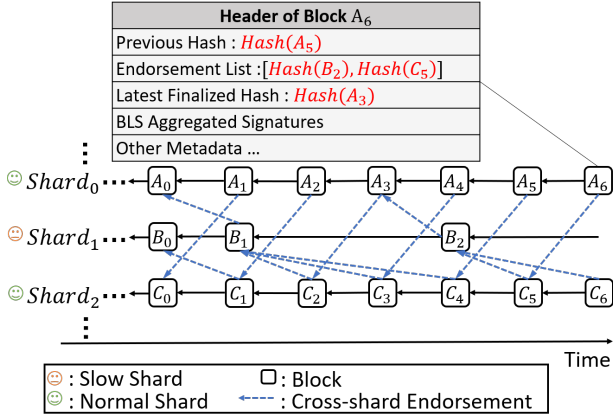 Header of Block A₆
Previous Hash : Hash(A₅)
Endorsement List :[Hash(B₂), Hash(C₅)]
Latest Finalized Hash : Hash(A₃)
BLS Aggregated Signatures
Other Metadata ...
Shard₀ ••• A₀ A₁ A₂ A₃ A₄ A₅ A₆
Shard₁ ••• B₀ B₁ B₂
Shard₂ ••• C₀ C₁ C₂ C₃ C₄ C₅ C₆
Time
: Slow Shard : Block
: Normal Shard : Cross-shard Endorsement